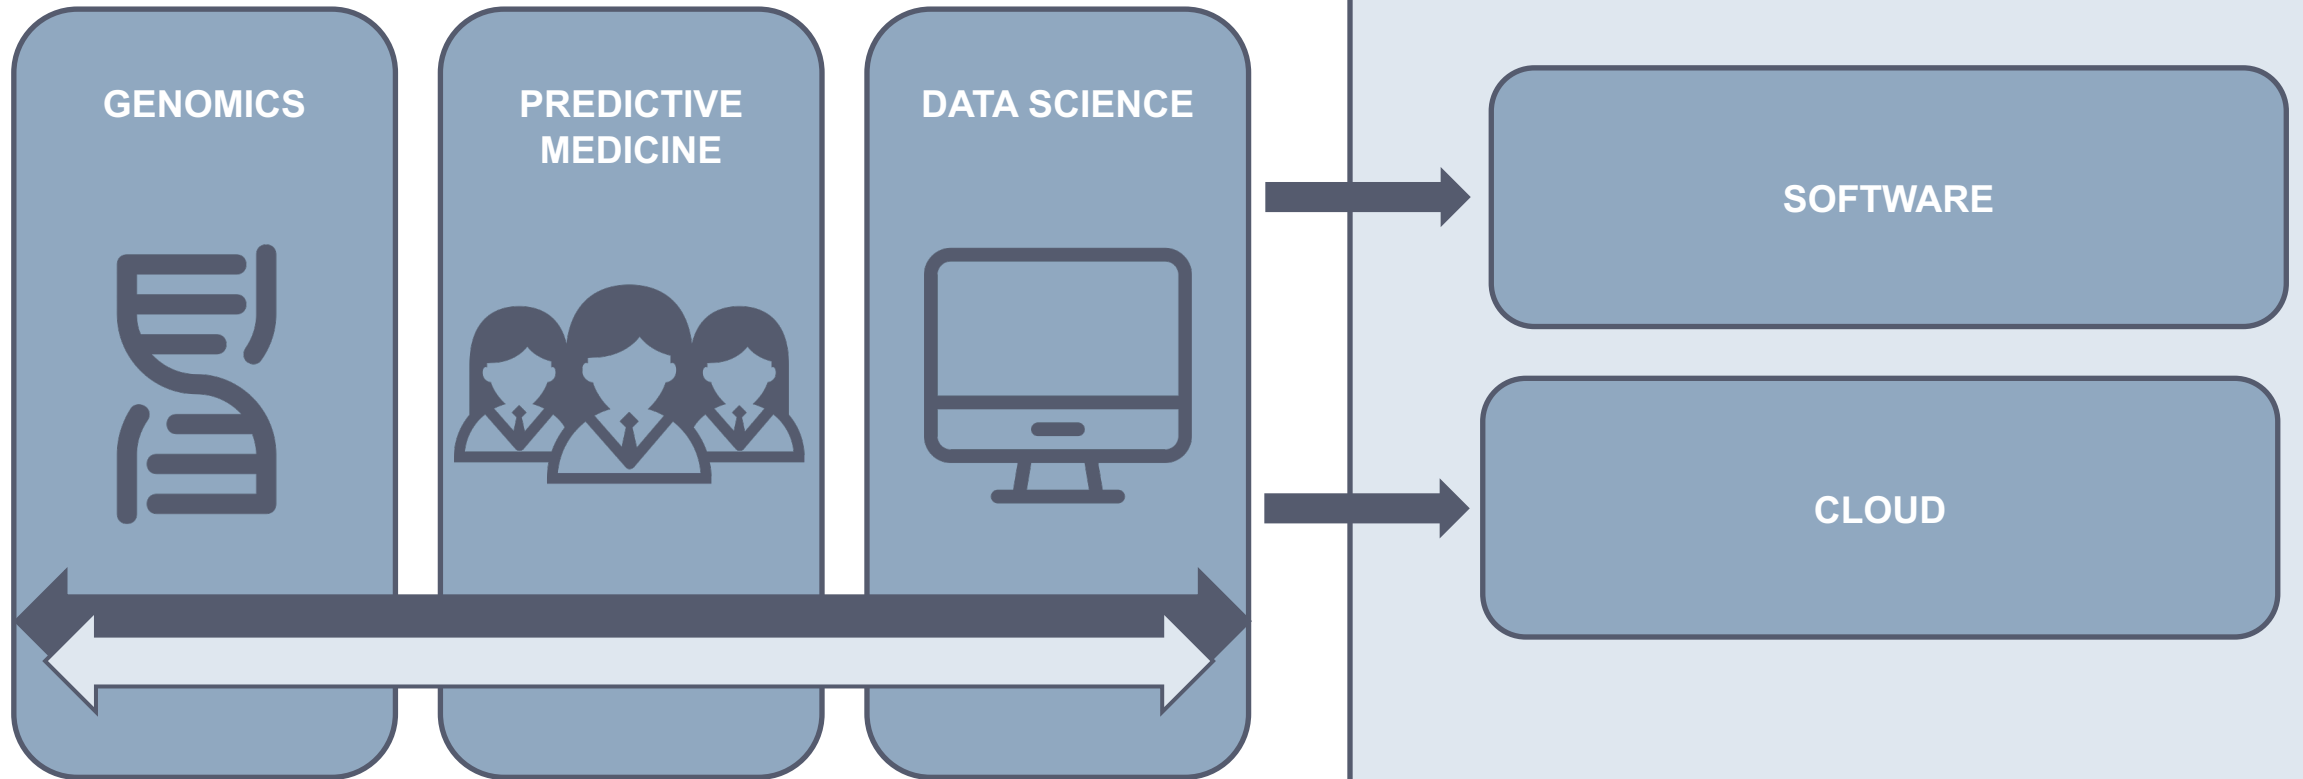 GENOMICS
PREDICTIVE
MEDICINE
DATA SCIENCE
SOFTWARE
CLOUD